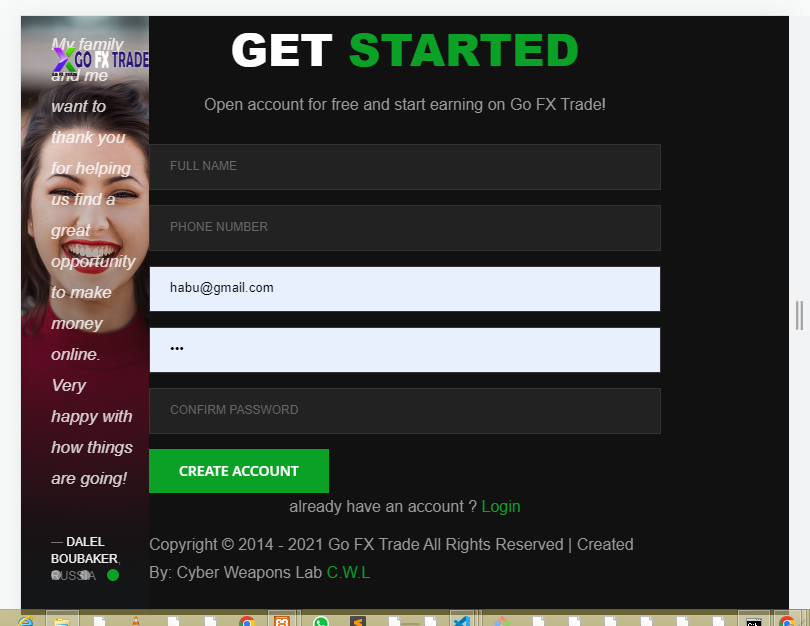 My family
GO FX TRADE
GO FX TRADE
and me
want to
thank you
for helping
us find a
great
opportunity
to make
money
online.
Very
happy with
how things
are going!
— DALEL
BOUBAKER,
RUSSIA
GET STARTED
Open account for free and start earning on Go FX Trade!
FULL NAME
PHONE NUMBER
habu@gmail.com
•••
CONFIRM PASSWORD
CREATE ACCOUNT
already have an account ? Login
Copyright © 2014 - 2021 Go FX Trade All Rights Reserved | Created
By: Cyber Weapons Lab C.W.L